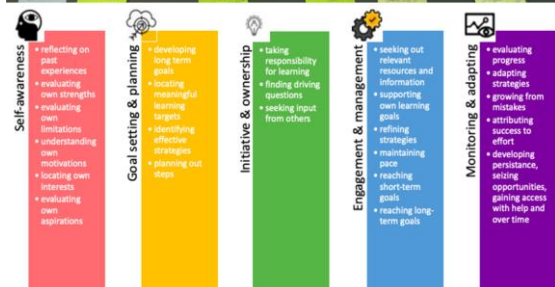 Self-awareness
• reflecting on
past
experiences
• evaluating
own strengths
• evaluating
own
limitations
• understanding
own
motivations
• locating own
interests
• evaluating
own
aspirations
Goal setting & planning
• developing
long term
goals
• locating
meaningful
learning
targets
• identifying
effective
strategies
• planning out
steps
Initiative & ownership
• taking
responsibility
for learning
• finding driving
questions
• seeking input
from others
Engagement & management
• seeking out
relevant
resources and
information
• supporting
own learning
goals
• refining
strategies
• maintaining
pace
• reaching
short-term
goals
• reaching long-
term goals
Monitoring & adapting
• evaluating
progress
• adapting
strategies
• growing from
mistakes
• attributing
success to
effort
• developing
persistance,
seizing
opportunities,
gaining access
with help and
over time